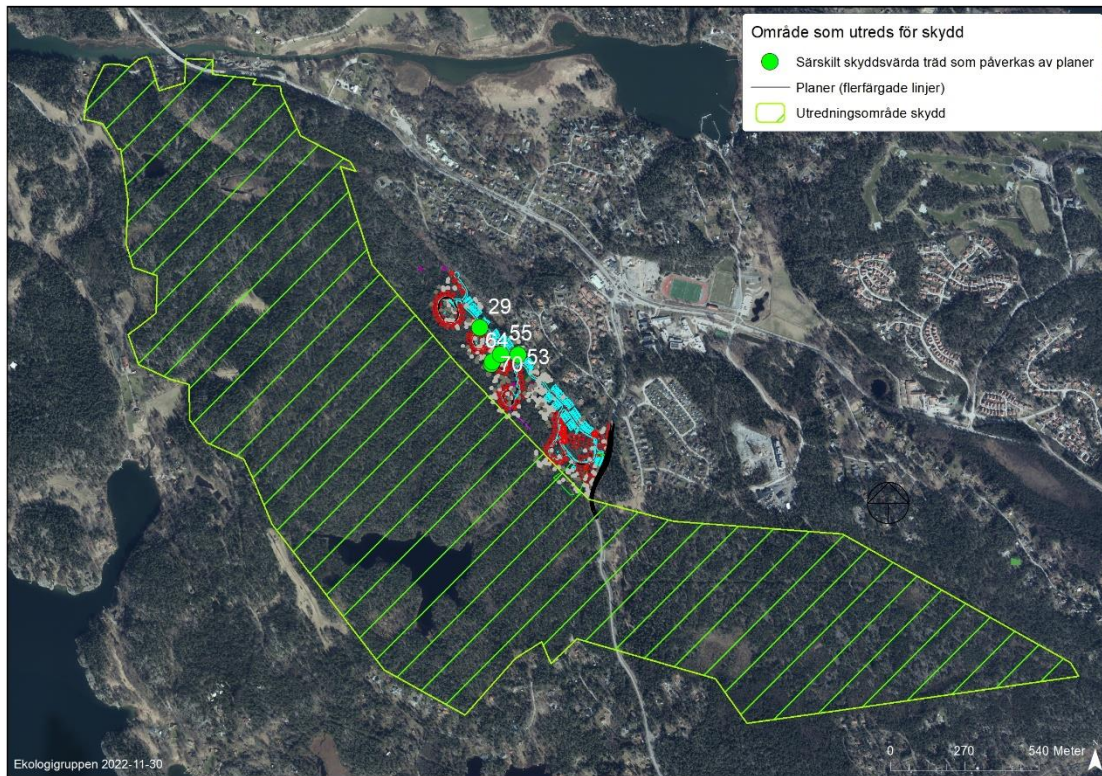 Område som utreds för skydd
Särskilt skyddsvärda träd som påverkas av planer
Planer (flerfärgade linjer)
Utredningsområde skydd
29
55
64
53
70
0 270 540 Meter
Ekologigruppen 2022-11-30